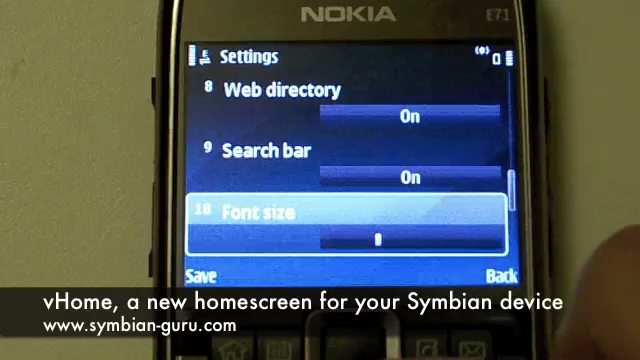 NOKIA E71
Settings
8 Web directory
On
9 Search bar
On
10 Font size
Save Back
vHome, a new homescreen for your Symbian device
www.symbian-guru.com